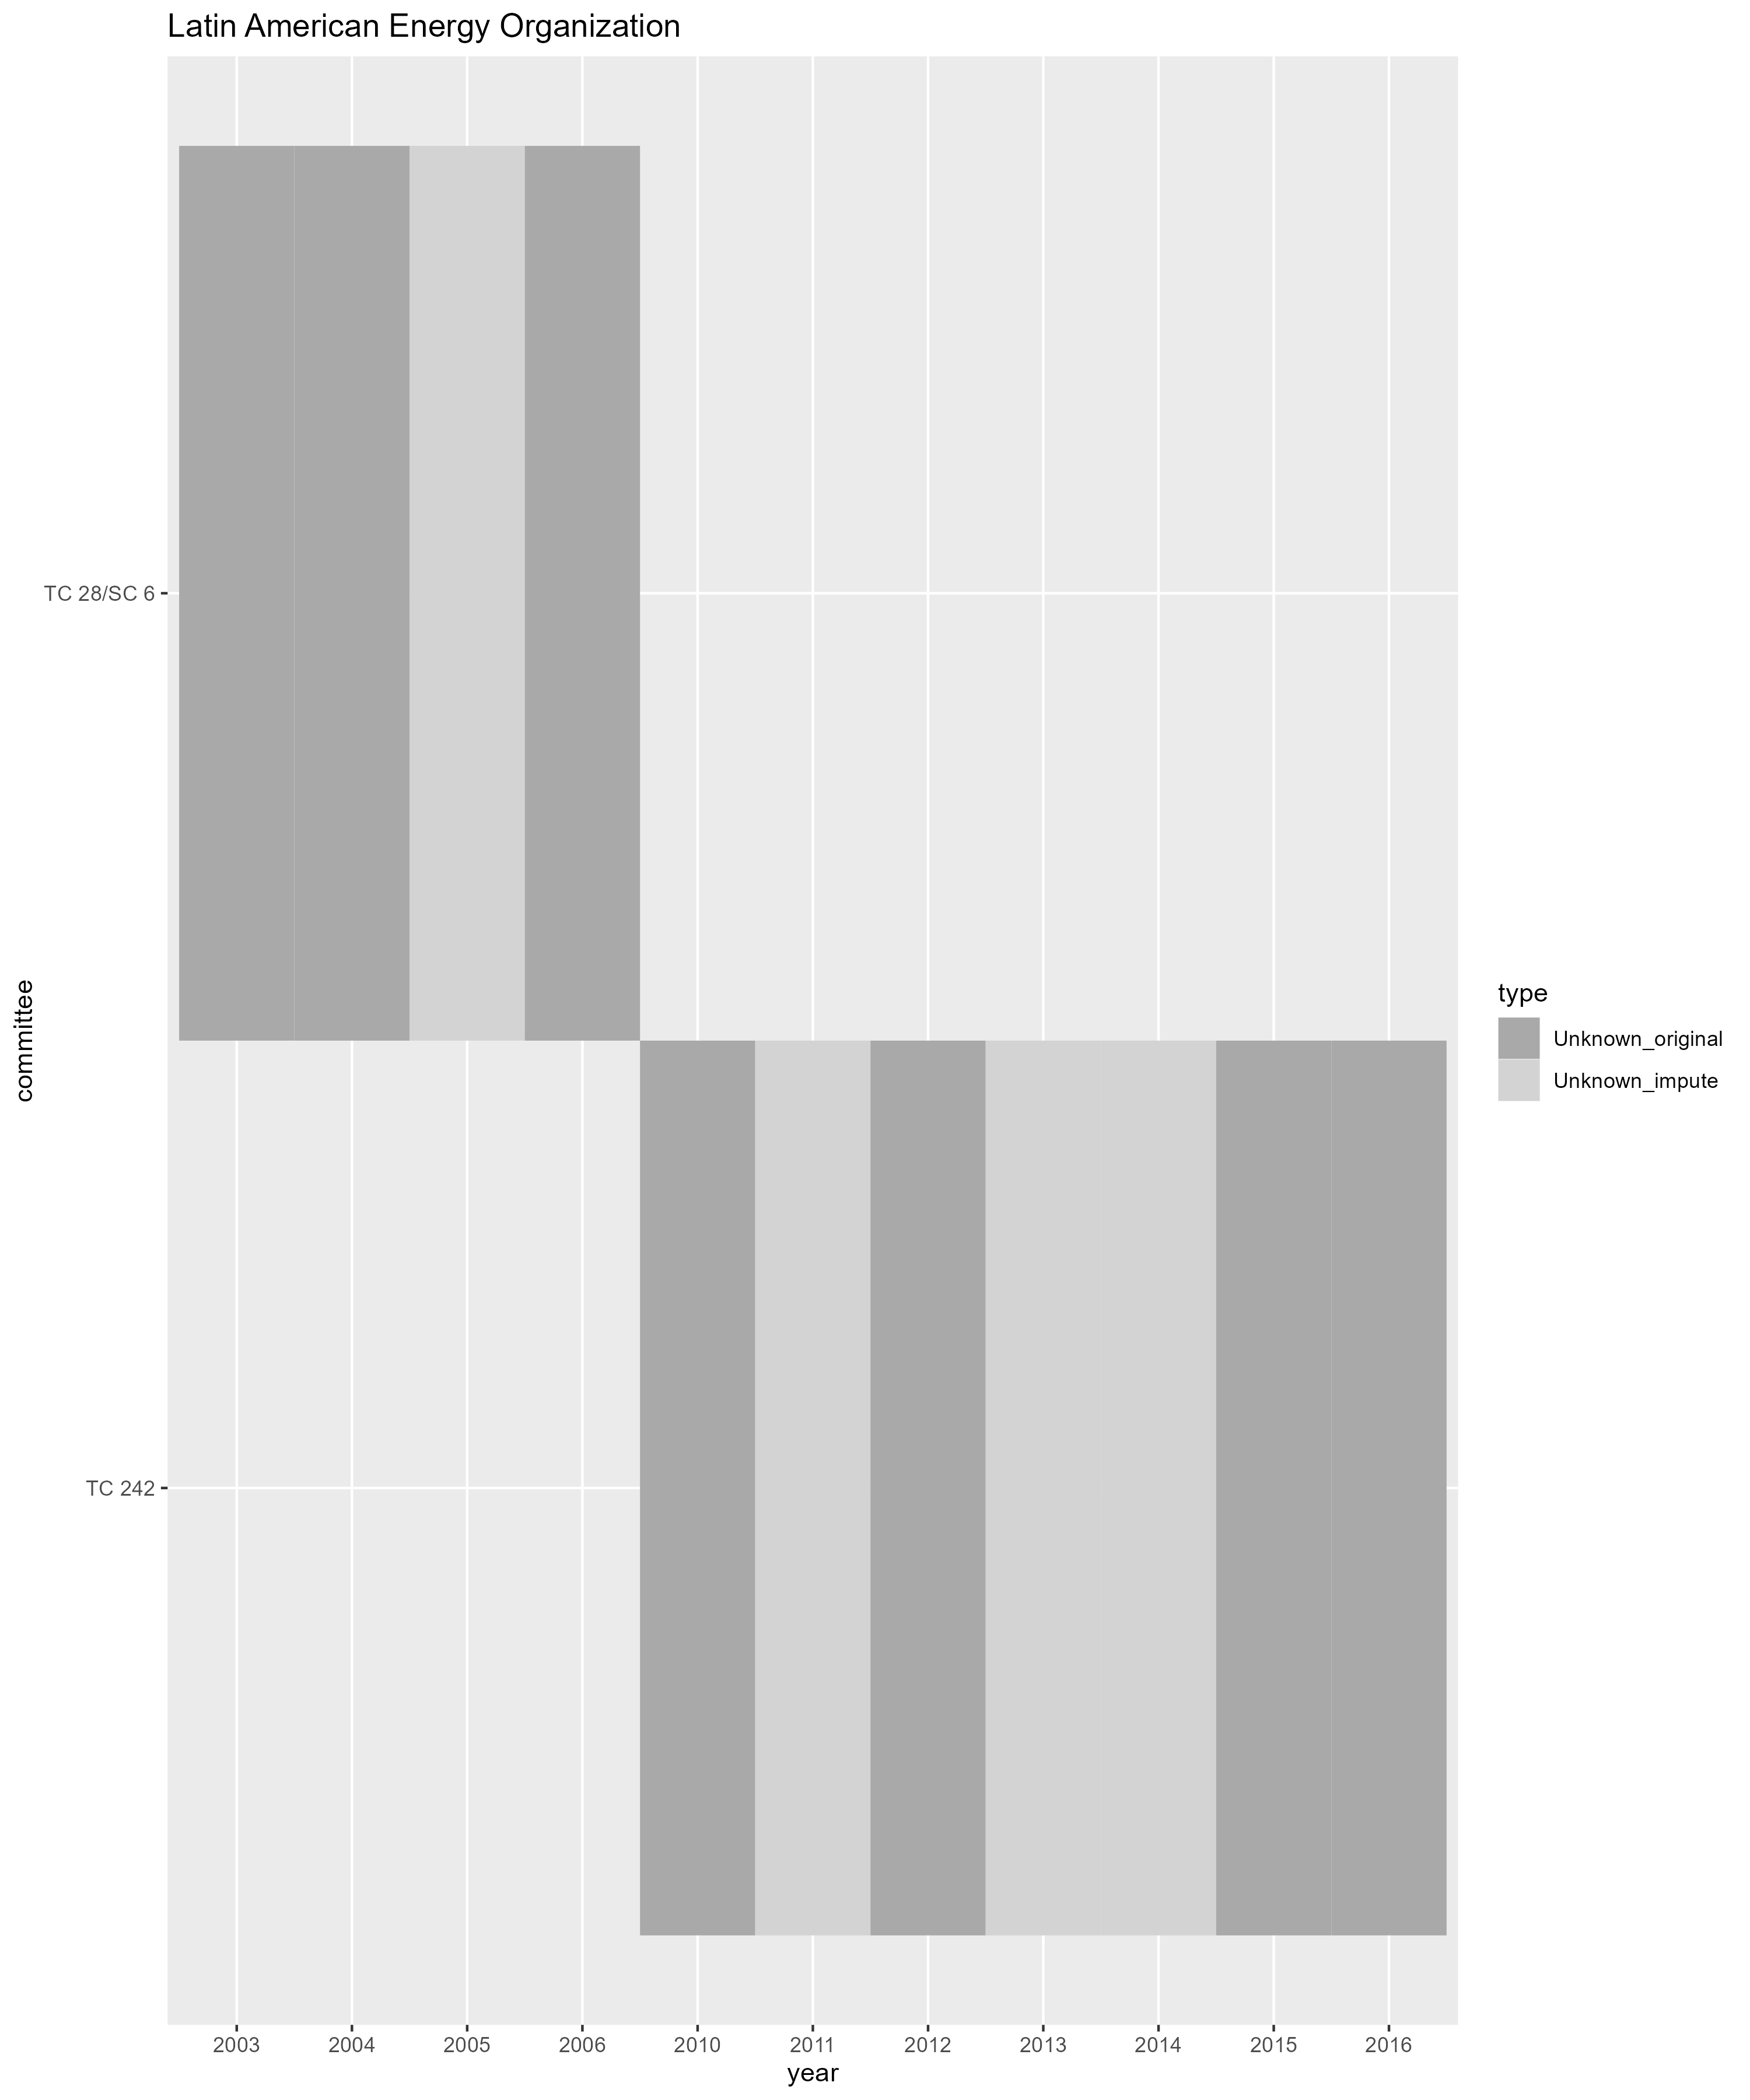 Latin American Energy Organization
committee
TC 28/SC 6
TC 242
2003 2004 2005 2006 2010 2011 2012 2013 2014 2015 2016
year
type
Unknown_original
Unknown_impute